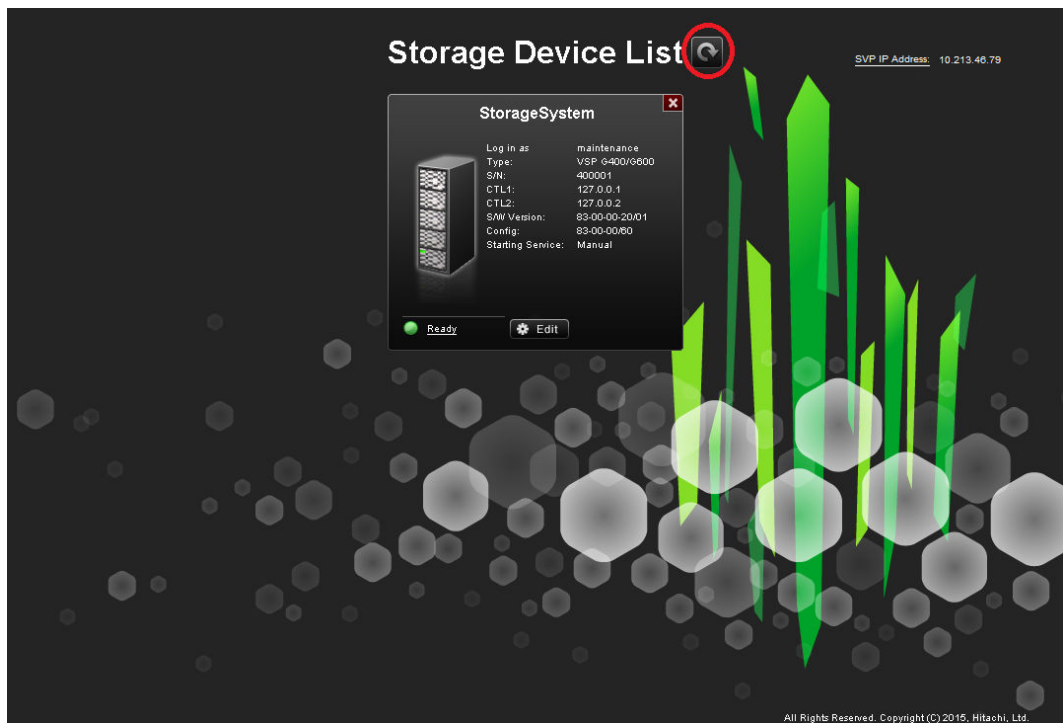 Storage Device List
SVP IP Address: 10.213.46.79
StorageSystem
Log in as maintenance
Type: VSP G400/G600
S/N: 400001
CTL1: 127.0.0.1
CTL2: 127.0.0.2
S/W Version: 83-00-00-20/01
Config: 83-00-00/60
Starting Service: Manual
Ready
Edit
All Rights Reserved. Copyright (C) 2015, Hitachi, Ltd.